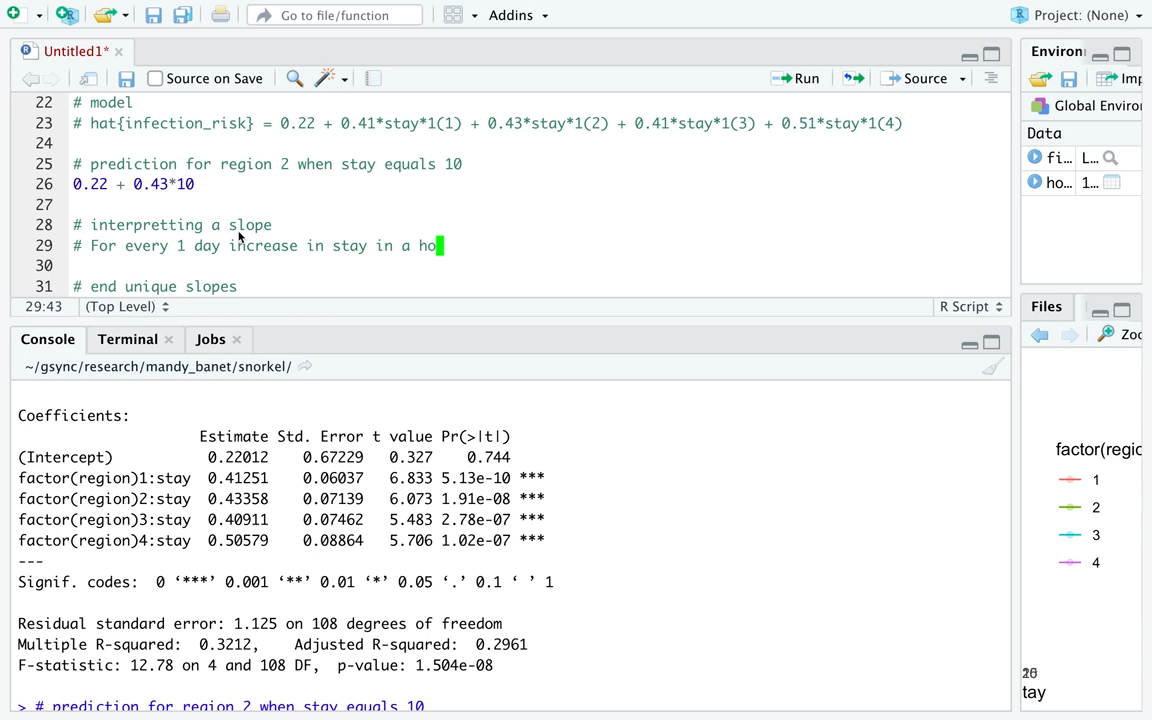 Go to file/function
Addins
Project: (None)
Untitled1*
Source on Save
Run
Source
22 # model
23 # hat{infection_risk} = 0.22 + 0.41*stay*1(1) + 0.43*stay*1(2) + 0.41*stay*1(3) + 0.51*stay*1(4)
24
25 # prediction for region 2 when stay equals 10
26 0.22 + 0.43*10
27
28 # interpretting a slope
29 # For every 1 day increase in stay in a ho
30
31 # end unique slopes
29:43 (Top Level) R Script
Console Terminal Jobs
~/gsync/research/mandy_banet/snorkel/
Coefficients:
Estimate Std. Error t value Pr(>|t|)
(Intercept) 0.22012 0.67229 0.327 0.744
factor(region)1:stay 0.41251 0.06037 6.833 5.13e-10 ***
factor(region)2:stay 0.43358 0.07139 6.073 1.91e-08 ***
factor(region)3:stay 0.40911 0.07462 5.483 2.78e-07 ***
factor(region)4:stay 0.50579 0.08864 5.706 1.02e-07 ***
---
Signif. codes: 0 ‘***’ 0.001 ‘**’ 0.01 ‘*’ 0.05 ‘.’ 0.1 ‘ ’ 1
Residual standard error: 1.125 on 108 degrees of freedom
Multiple R-squared: 0.3212, Adjusted R-squared: 0.2961
F-statistic: 12.78 on 4 and 108 DF, p-value: 1.504e-08
> # prediction for region 2 when stay equals 10
Environ
Imp
Global Enviro
Data
fi... L...
ho... 1...
Files
Zoo
factor(regio
1
2
3
4
tay